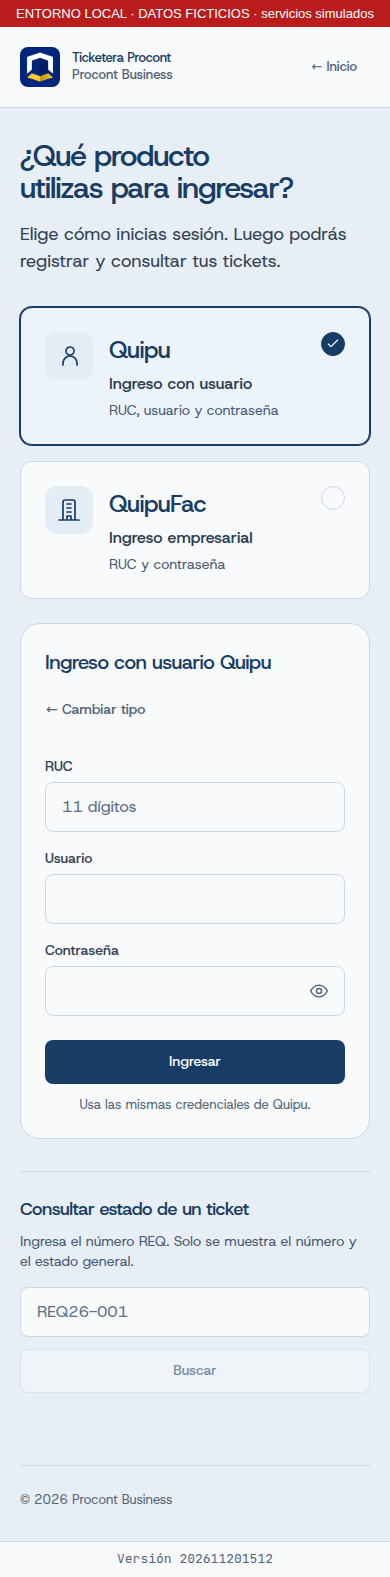 ENTORNO LOCAL · DATOS FICTICIOS · servicios simulados
Ticketera Procont
Procont Business
← Inicio
¿Qué producto
utilizas para ingresar?
Elige cómo inicias sesión. Luego podrás
registrar y consultar tus tickets.
Quipu
Ingreso con usuario
RUC, usuario y contraseña
QuipuFac
Ingreso empresarial
RUC y contraseña
Ingreso con usuario Quipu
← Cambiar tipo
RUC
11 dígitos
Usuario
Contraseña
Ingresar
Usa las mismas credenciales de Quipu.
Consultar estado de un ticket
Ingresa el número REQ. Solo se muestra el número y
el estado general.
REQ26-001
Buscar
© 2026 Procont Business
Versión 202611201512